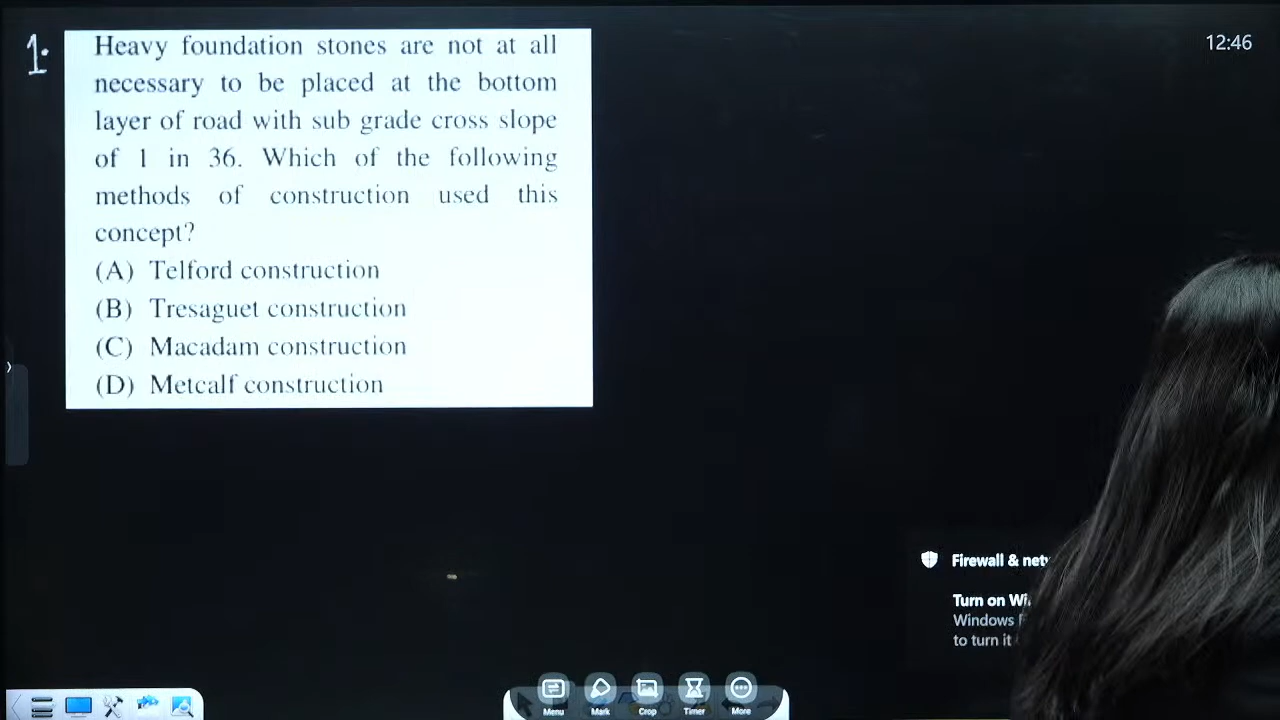 1.
Heavy foundation stones are not at all
necessary to be placed at the bottom
layer of road with sub grade cross slope
of 1 in 36. Which of the following
methods of construction used this
concept?
(A) Telford construction
(B) Tresaguet construction
(C) Macadam construction
(D) Metcalf construction
12:46
Firewall &
Turn on
Windows
to turn it
Menu
Mark
Crop
Timer
More